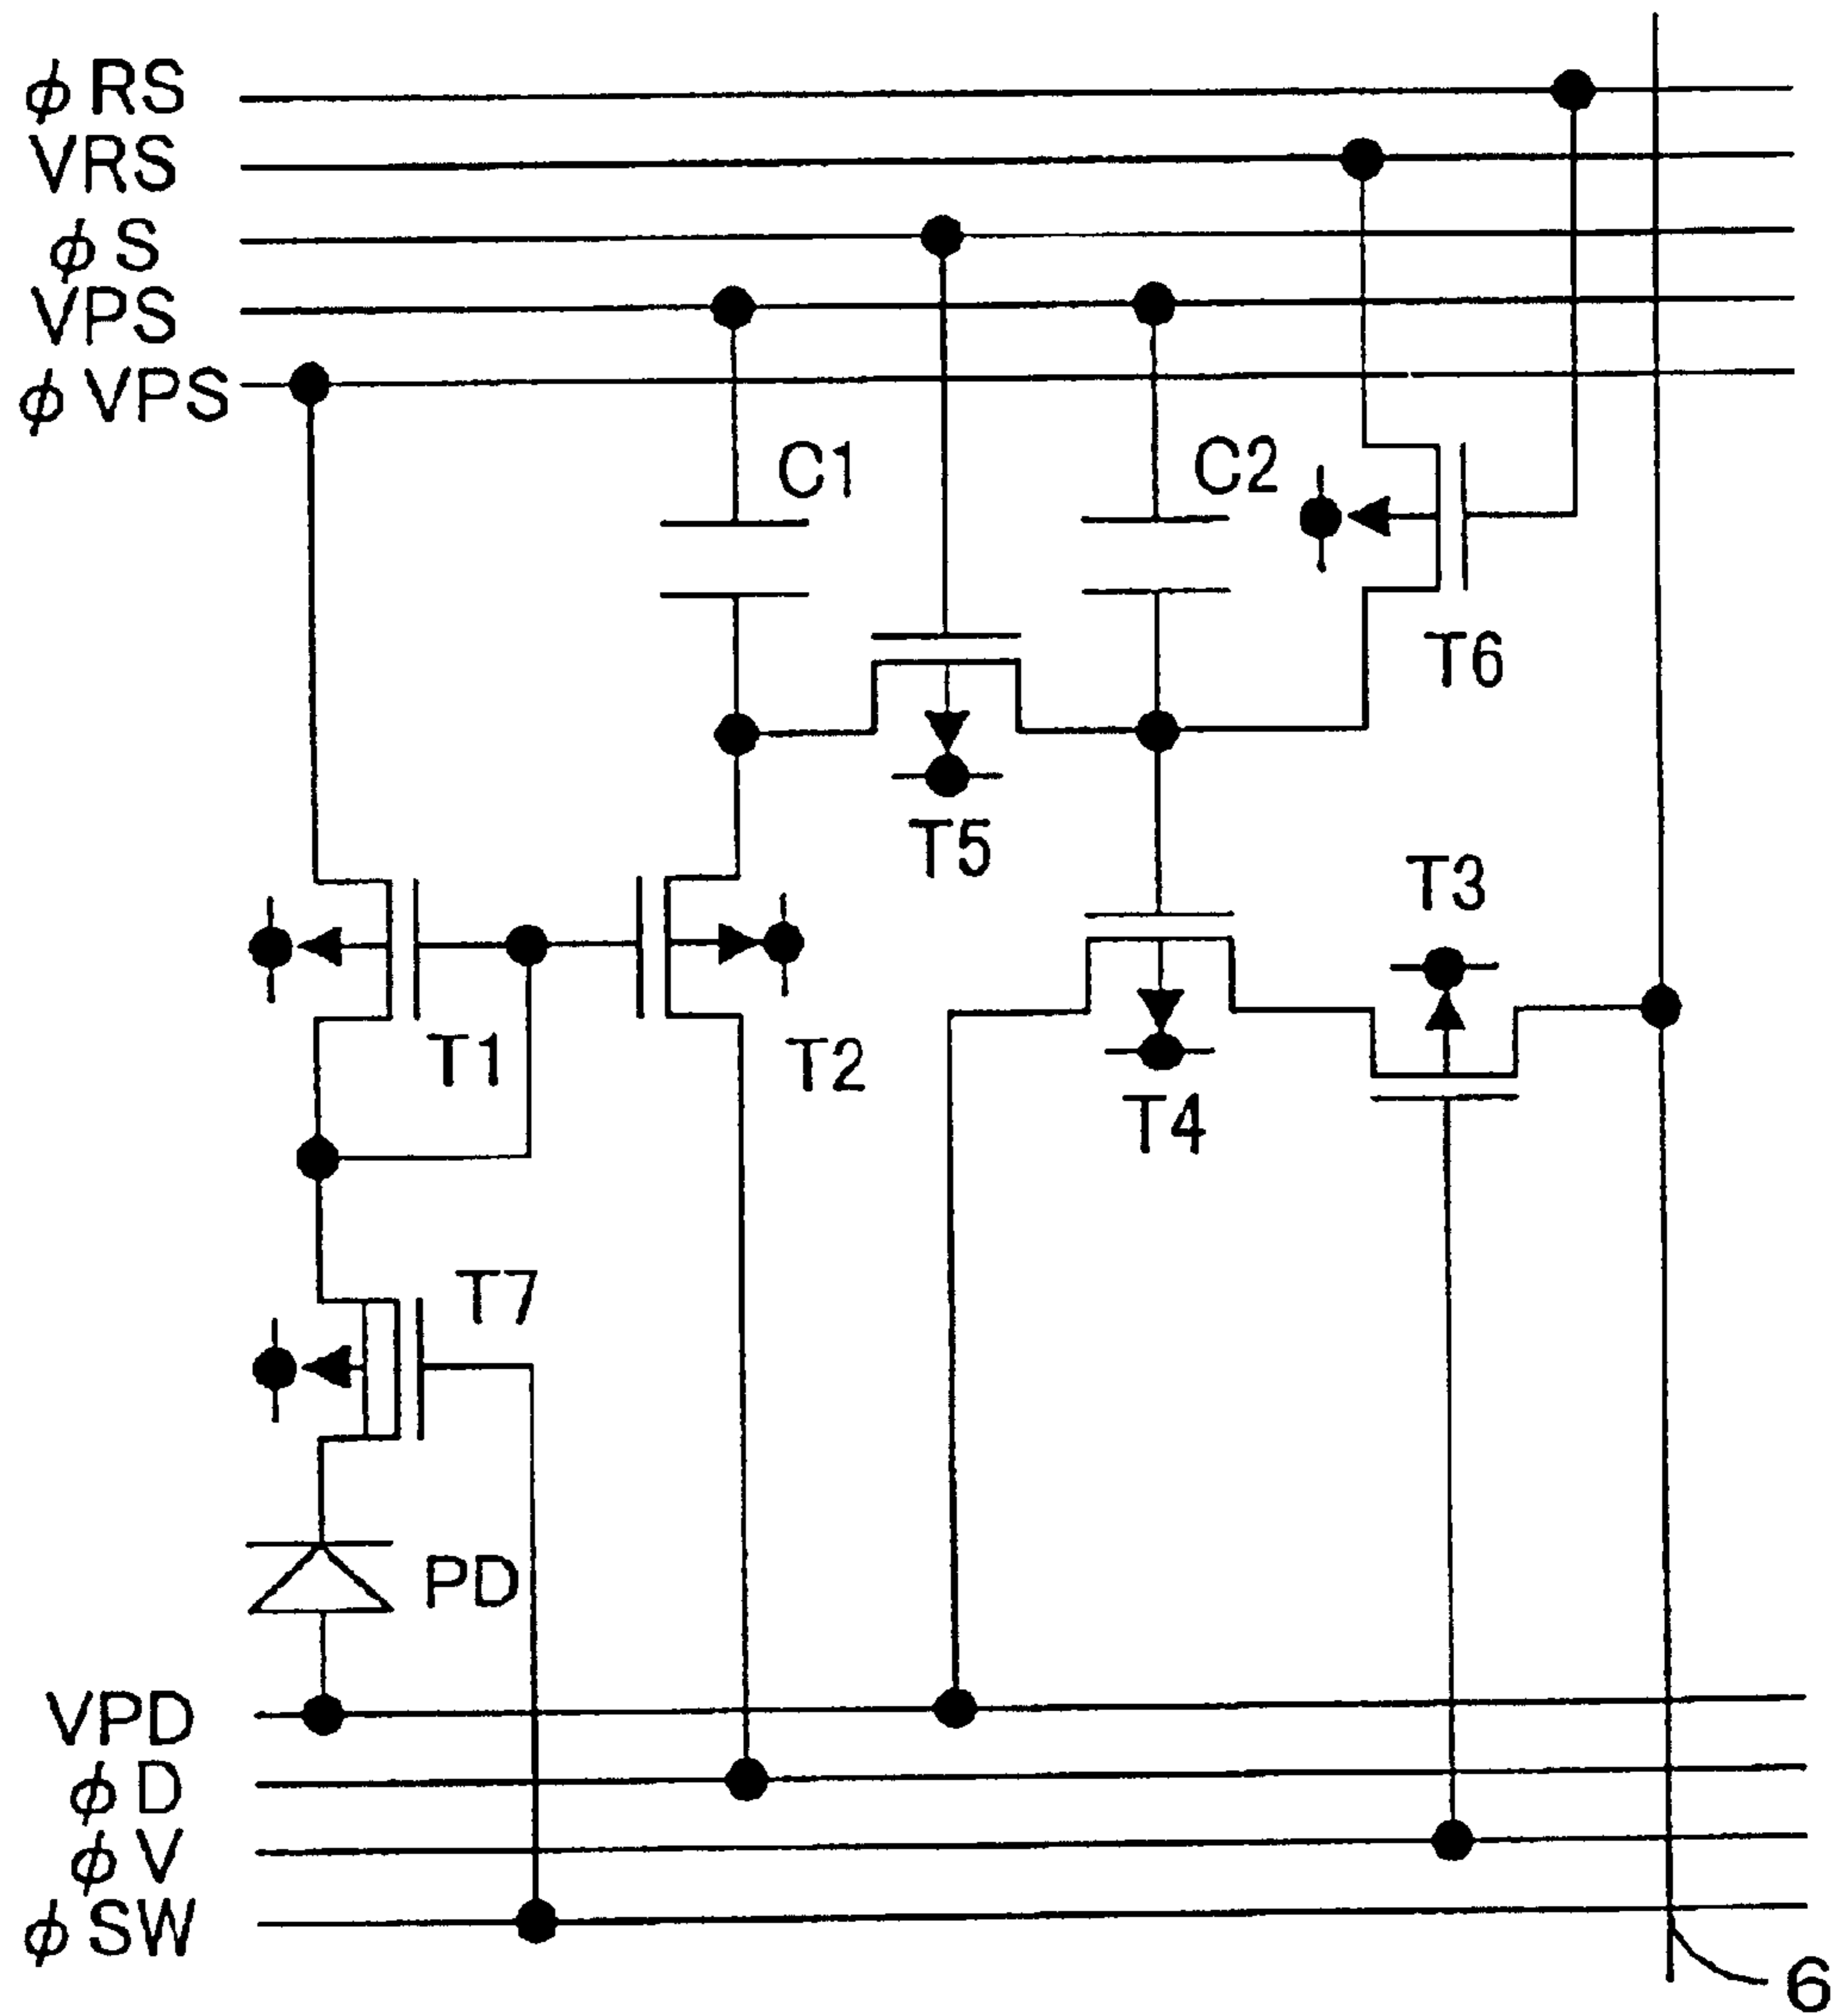 ϕRS
VRS
ϕS
VPS
ϕVPS
C1
C2
T6
T5
T3
T1
T2
T4
T7
PD
VPD
ϕD
ϕV
ϕSW
6